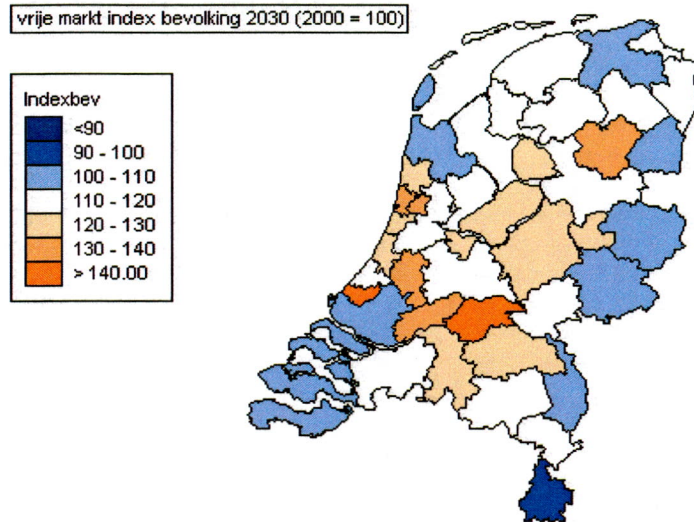 vrije markt index bevolking 2030 (2000 = 100)
Indexbev
<90
90 - 100
100 - 110
110 - 120
120 - 130
130 - 140
> 140.00